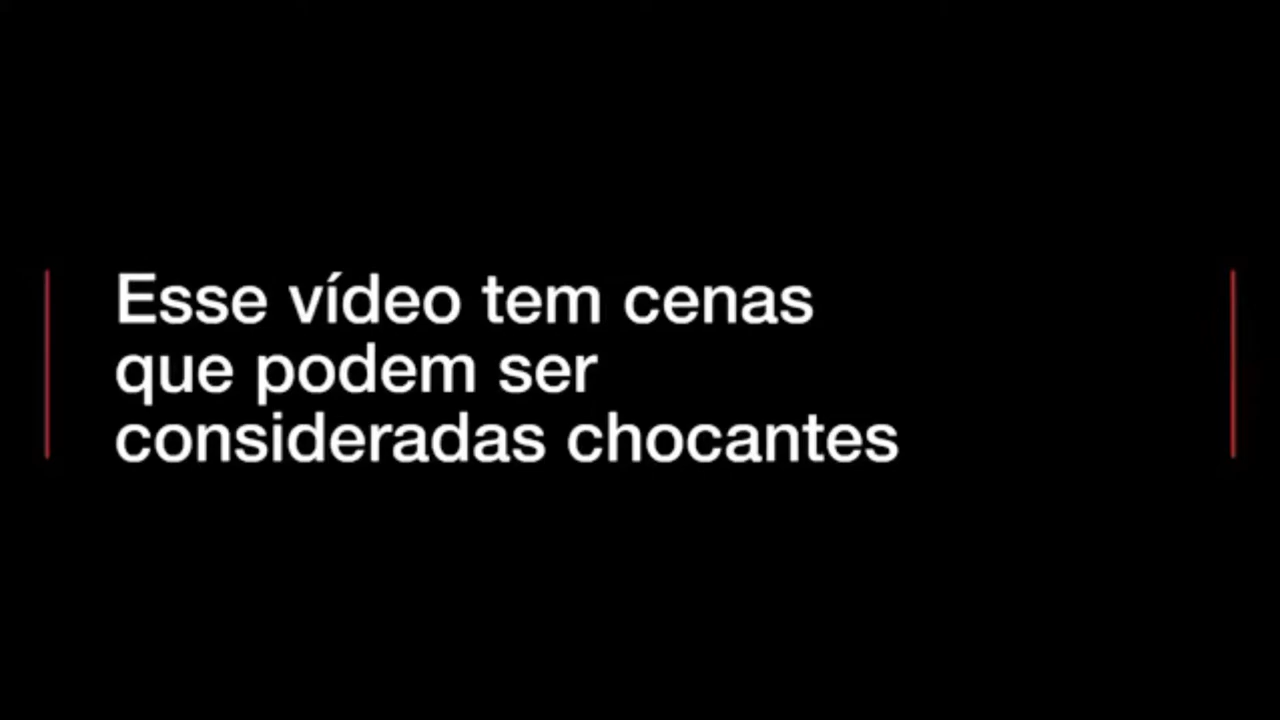 Esse vídeo tem cenas
que podem ser
consideradas chocantes